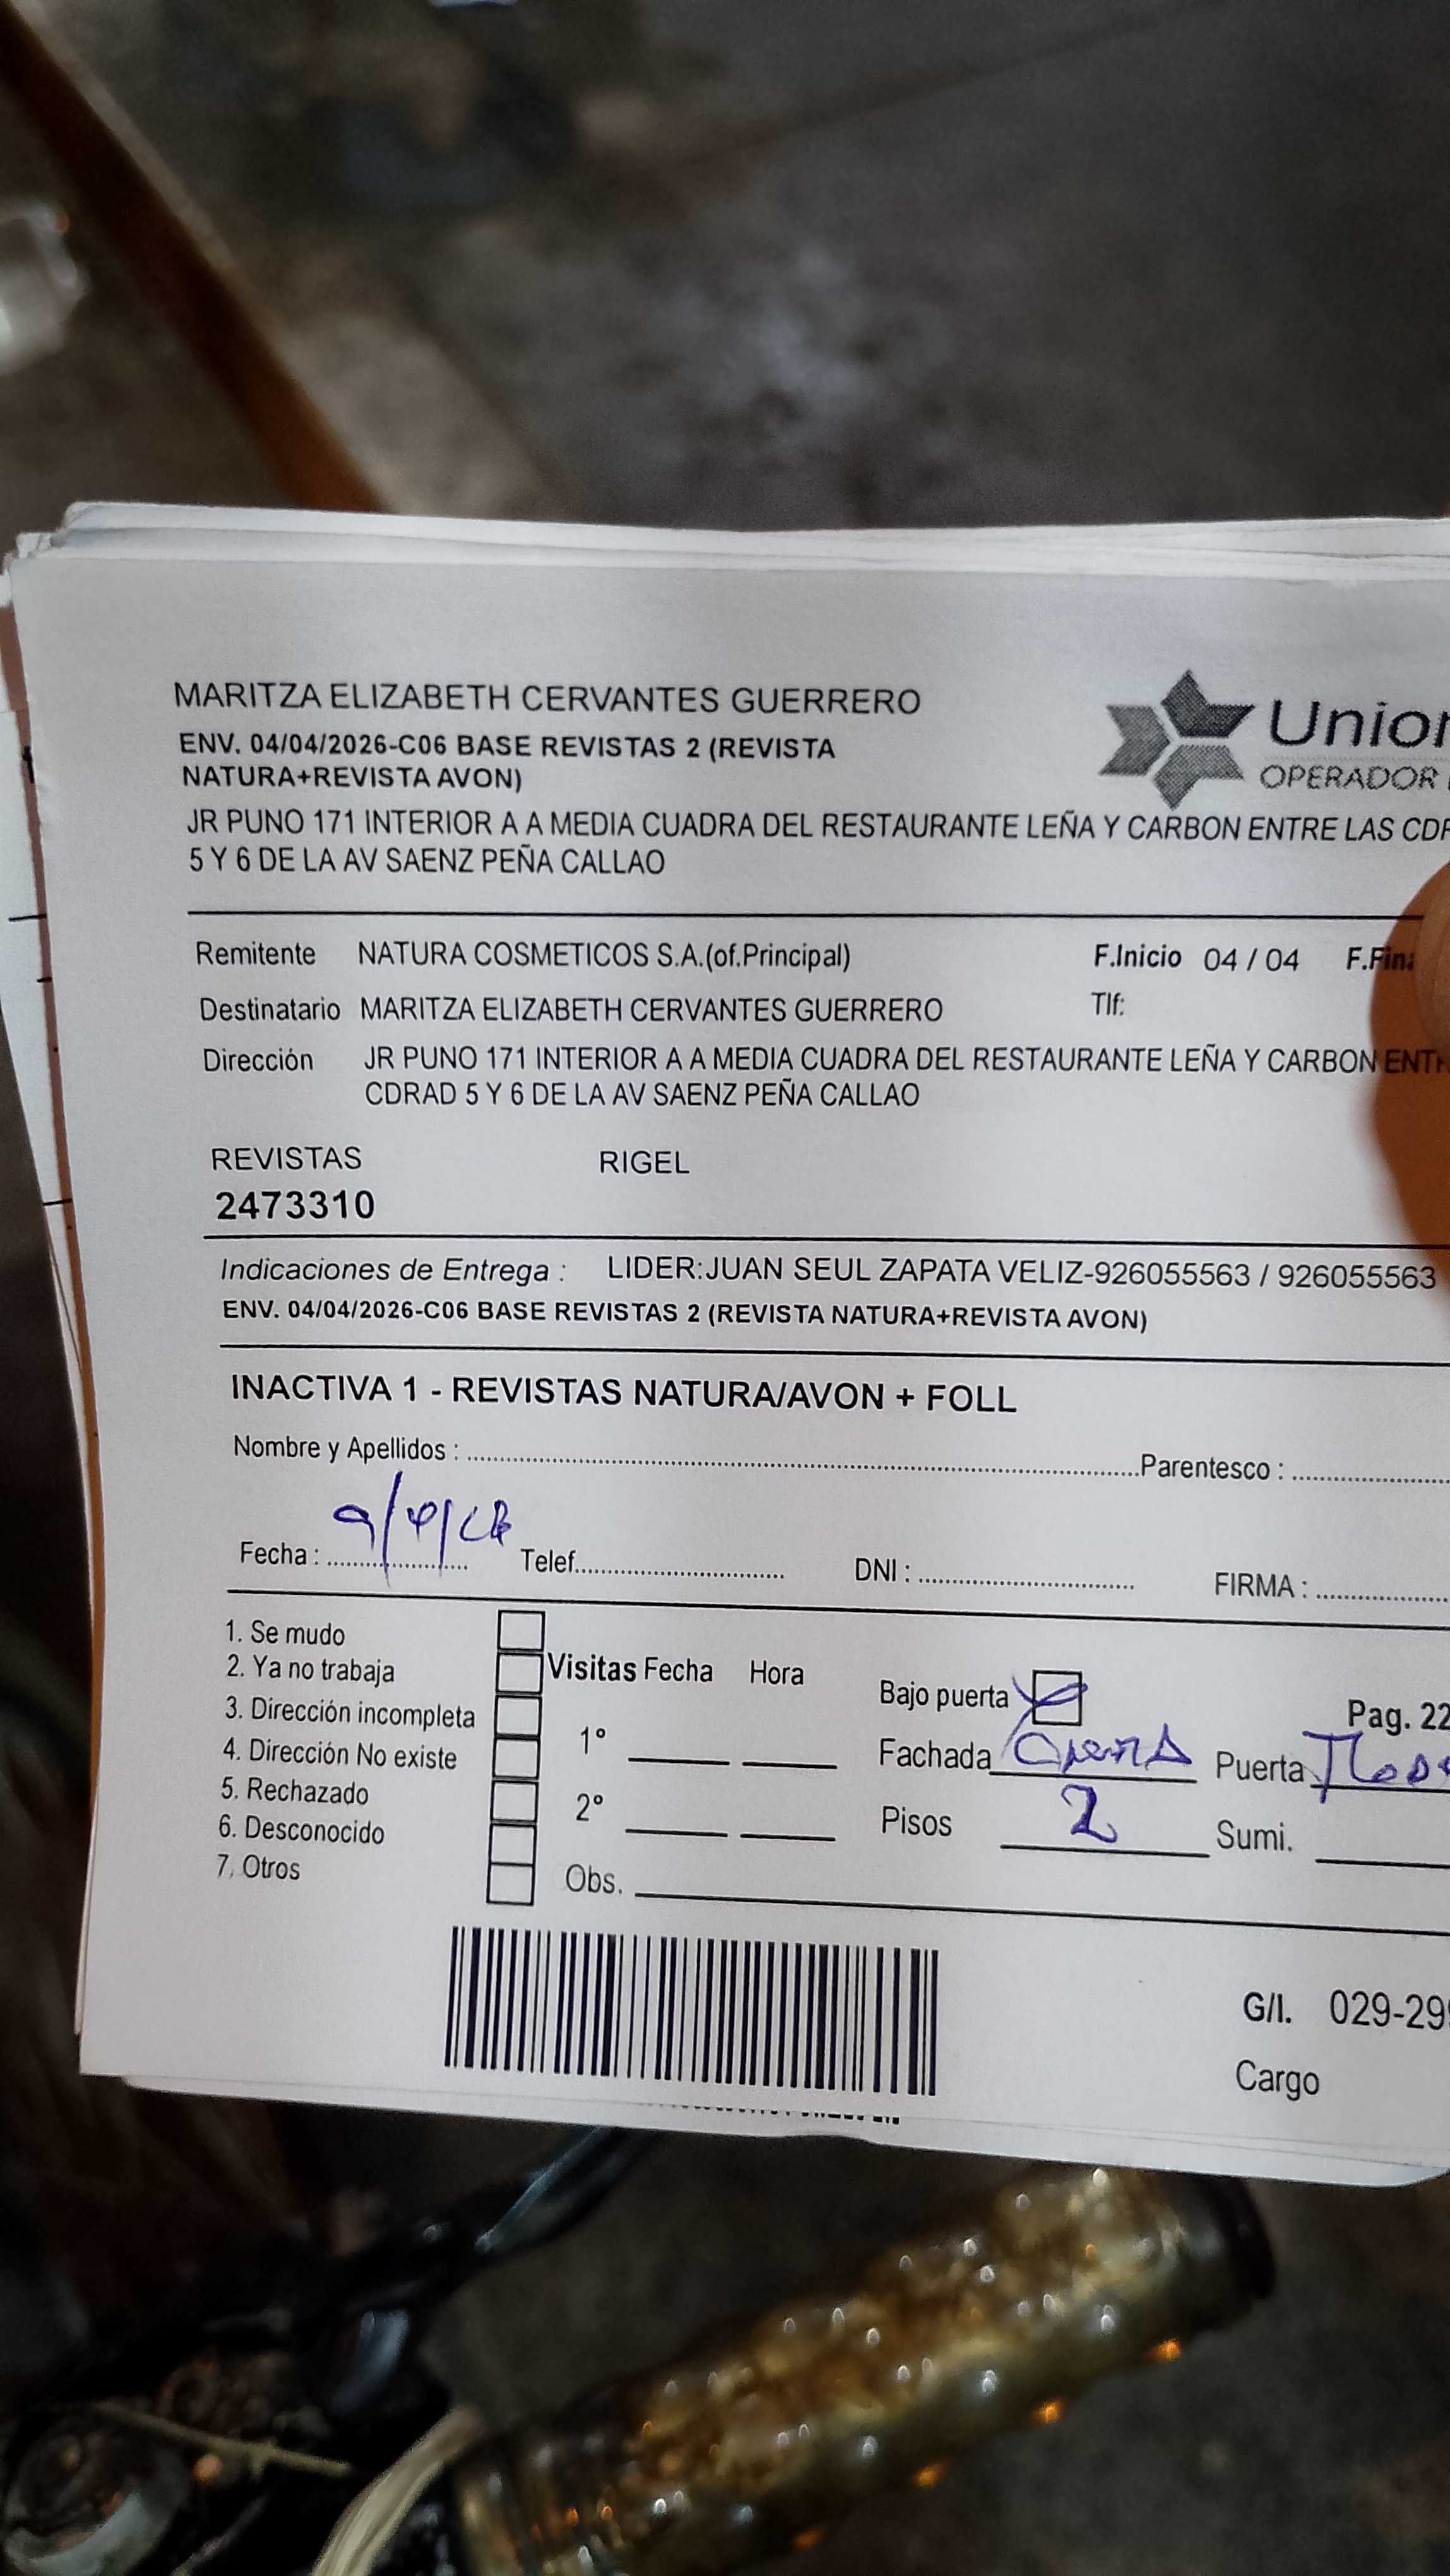 MARITZA ELIZABETH CERVANTES GUERRERO
ENV. 04/04/2026-C06 BASE REVISTAS 2 (REVISTA
NATURA+REVISTA AVON)
Union
OPERADOR
JR PUNO 171 INTERIOR A A MEDIA CUADRA DEL RESTAURANTE LEÑA Y CARBON ENTRE LAS CDR
5 Y 6 DE LA AV SAENZ PEÑA CALLAO
Remitente NATURA COSMETICOS S.A.(of.Principal) F.Inicio 04 / 04 F.Fin:
Destinatario MARITZA ELIZABETH CERVANTES GUERRERO Tlf:
Dirección JR PUNO 171 INTERIOR A A MEDIA CUADRA DEL RESTAURANTE LEÑA Y CARBON ENTR
CDRAD 5 Y 6 DE LA AV SAENZ PEÑA CALLAO
REVISTAS RIGEL
2473310
Indicaciones de Entrega : LIDER:JUAN SEUL ZAPATA VELIZ-926055563 / 926055563
ENV. 04/04/2026-C06 BASE REVISTAS 2 (REVISTA NATURA+REVISTA AVON)
INACTIVA 1 - REVISTAS NATURA/AVON + FOLL
Nombre y Apellidos : Parentesco :
Fecha : 9/4/26 Telef. DNI : FIRMA :
1. Se mudo
2. Ya no trabaja
3. Dirección incompleta
4. Dirección No existe
5. Rechazado
6. Desconocido
7. Otros
Visitas Fecha Hora
1°
2°
Obs.
Bajo puerta
Fachada Crema
Pisos 2
Pag. 22
Puerta
Sumi.
G/I. 029-299
Cargo